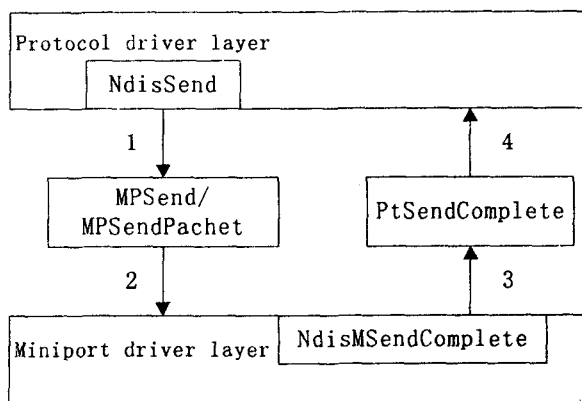 Protocol driver layer
NdisSend
1
4
MPSend/
MPSendPachet
PtSendComplete
2
3
NdisMSendComplete
Miniport driver layer